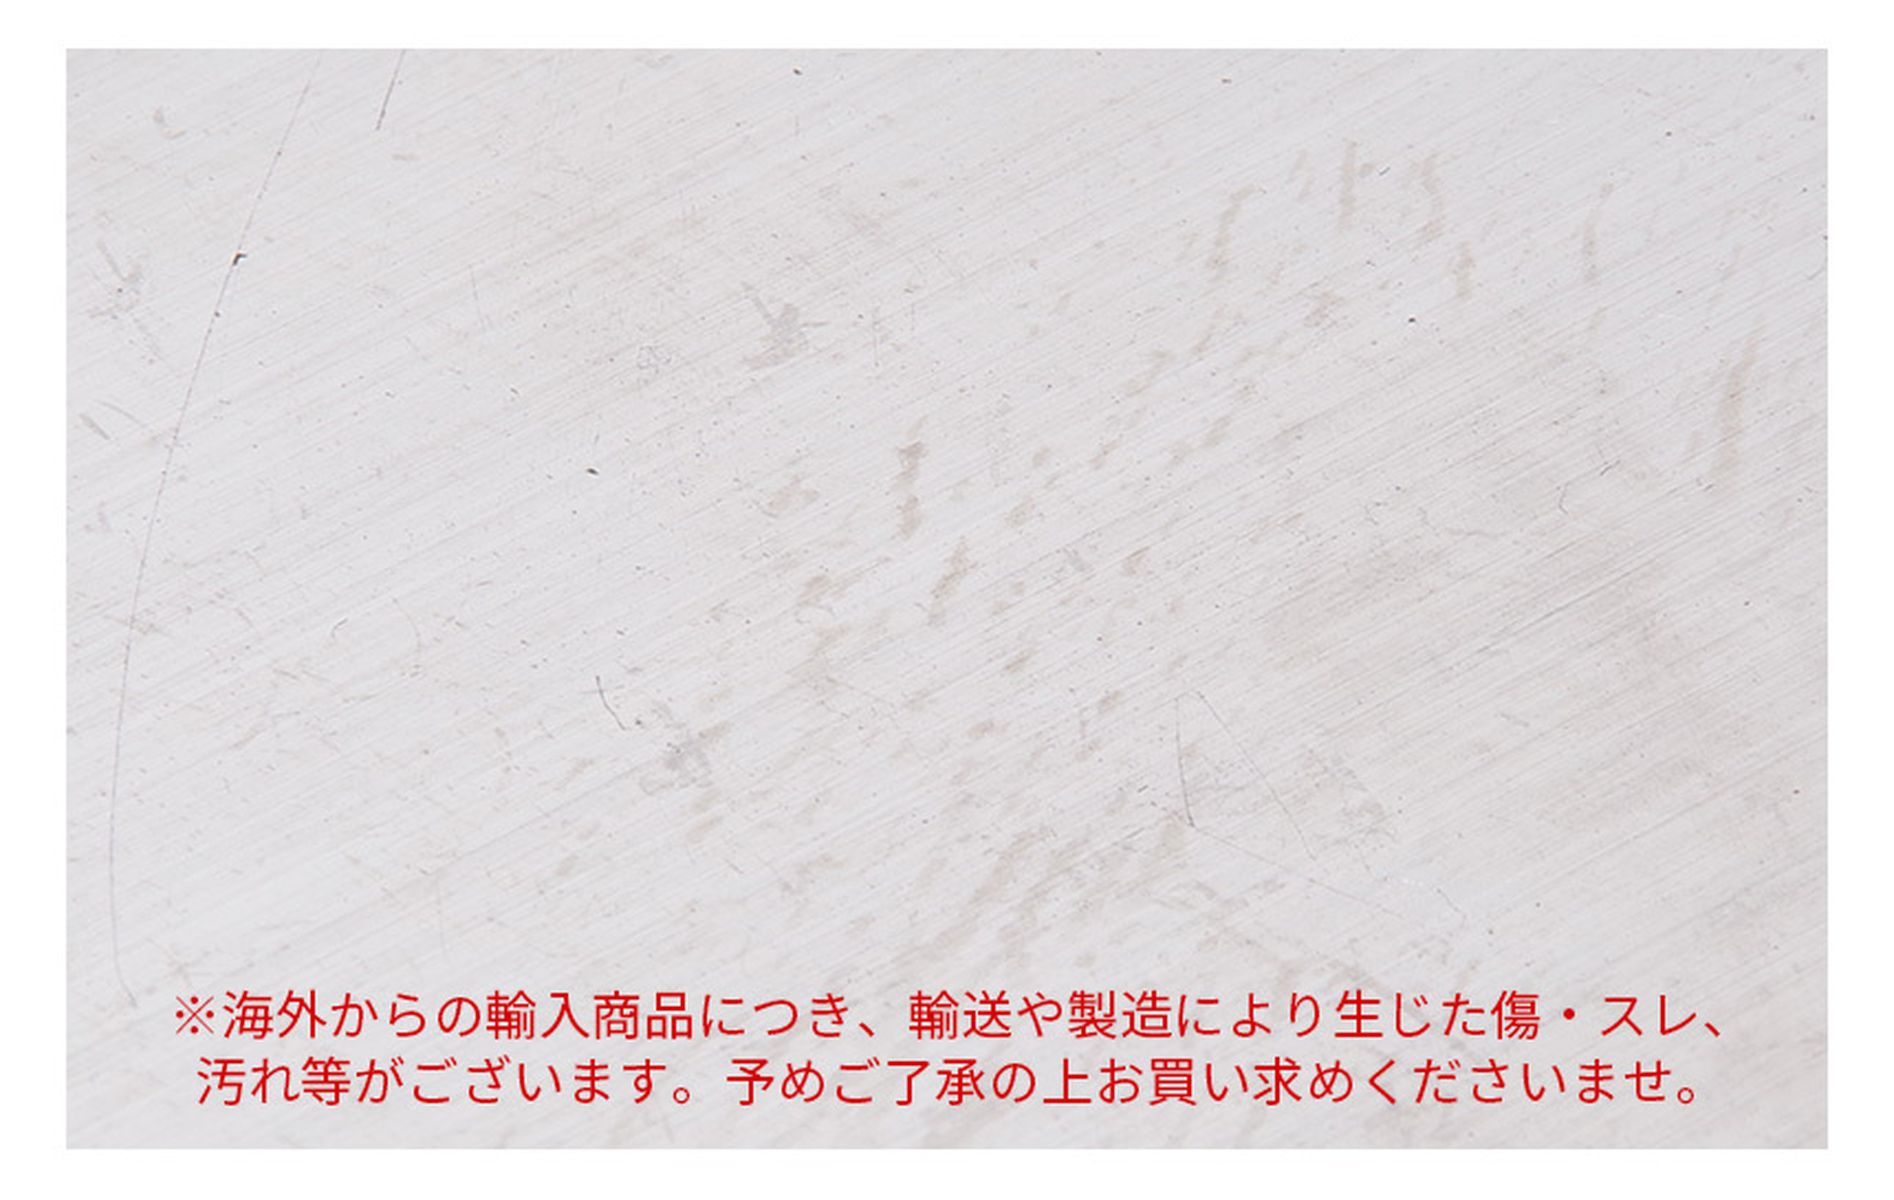 ※海外からの輸入商品につき、輸送や製造により生じた傷・スレ、
汚れ等がございます。予めご了承の上お買い求めくださいませ。